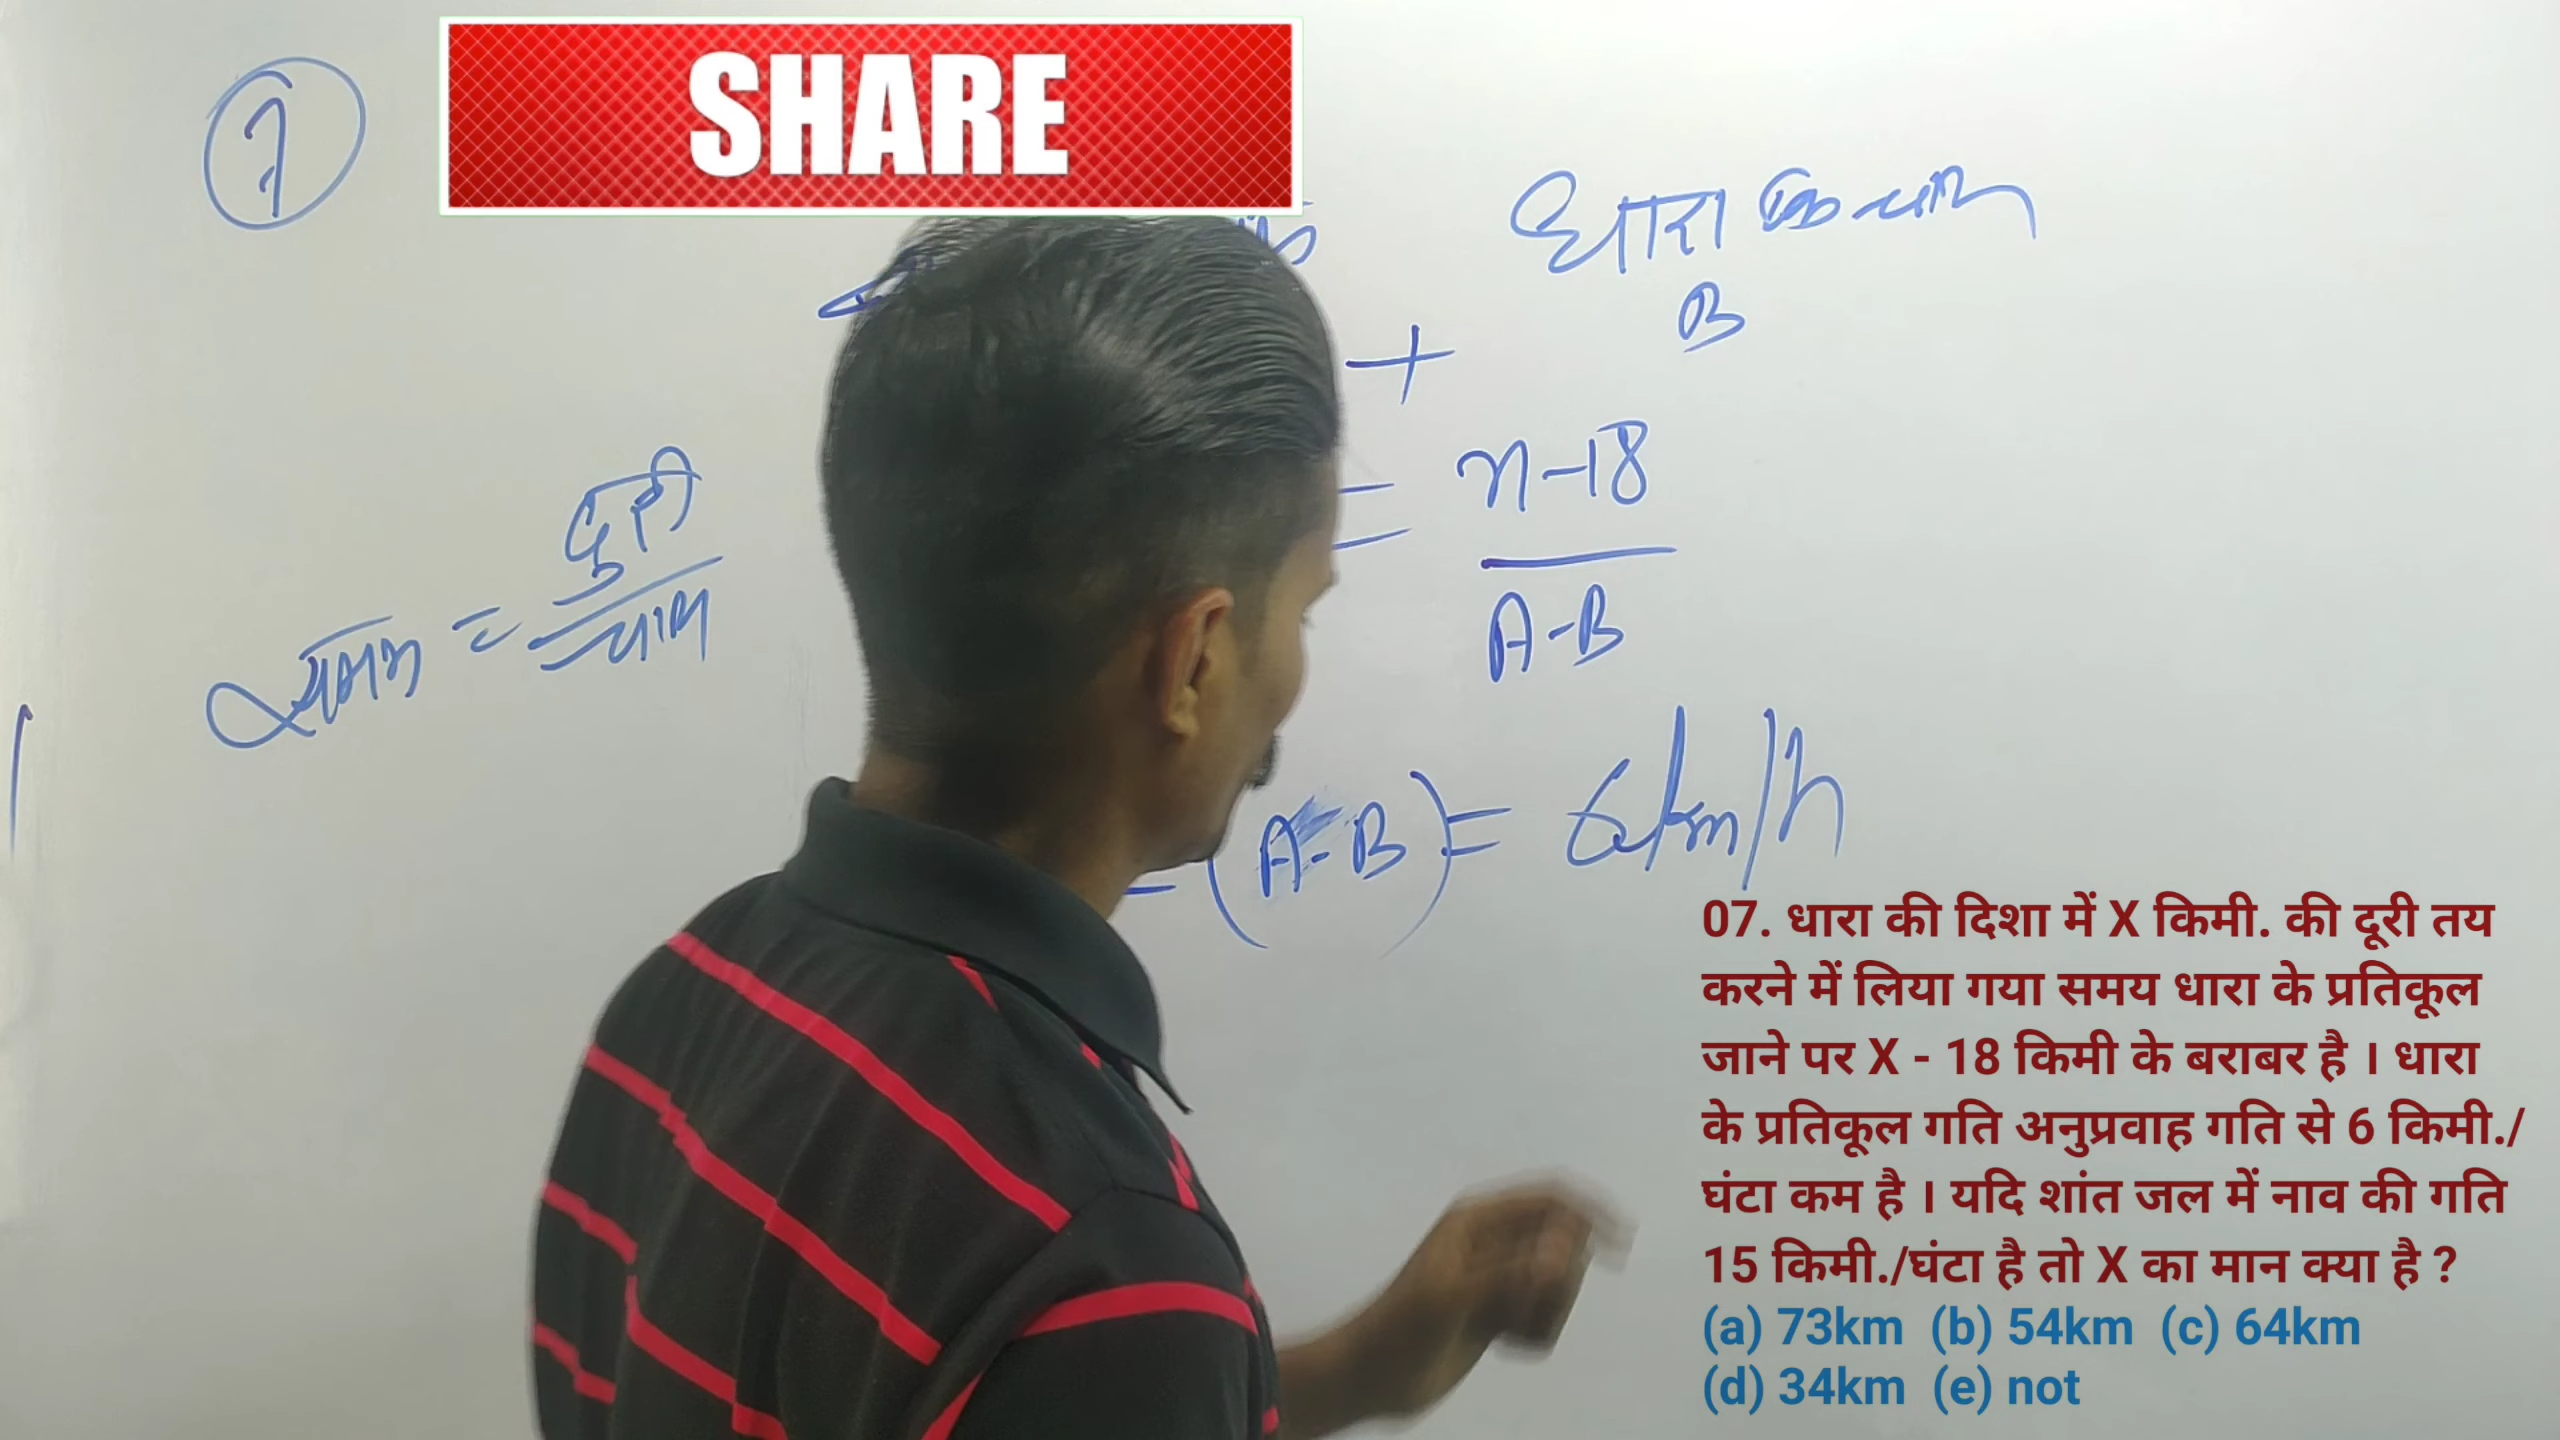 SHARE
7
धारा कि चाल
B
+
= n-18
A-B
समय = दुरी
चाल
- (A-B) = 6km/h
07. धारा की दिशा में X किमी. की दूरी तय
करने में लिया गया समय धारा के प्रतिकूल
जाने पर X - 18 किमी के बराबर है । धारा
के प्रतिकूल गति अनुप्रवाह गति से 6 किमी./
घंटा कम है । यदि शांत जल में नाव की गति
15 किमी./घंटा है तो X का मान क्या है ?
(a) 73km (b) 54km (c) 64km
(d) 34km (e) not